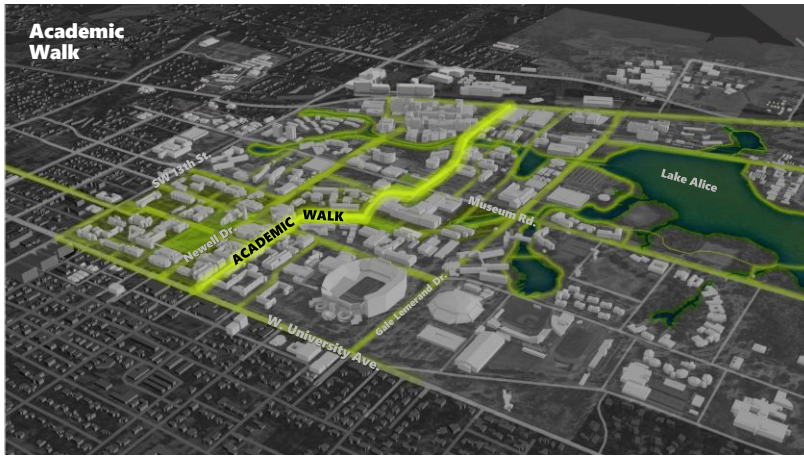 Academic
Walk
SW 13th St.
Lake Alice
Museum Rd.
Newell Dr.
ACADEMIC WALK
Gale Lemerand Dr.
W. University Ave.